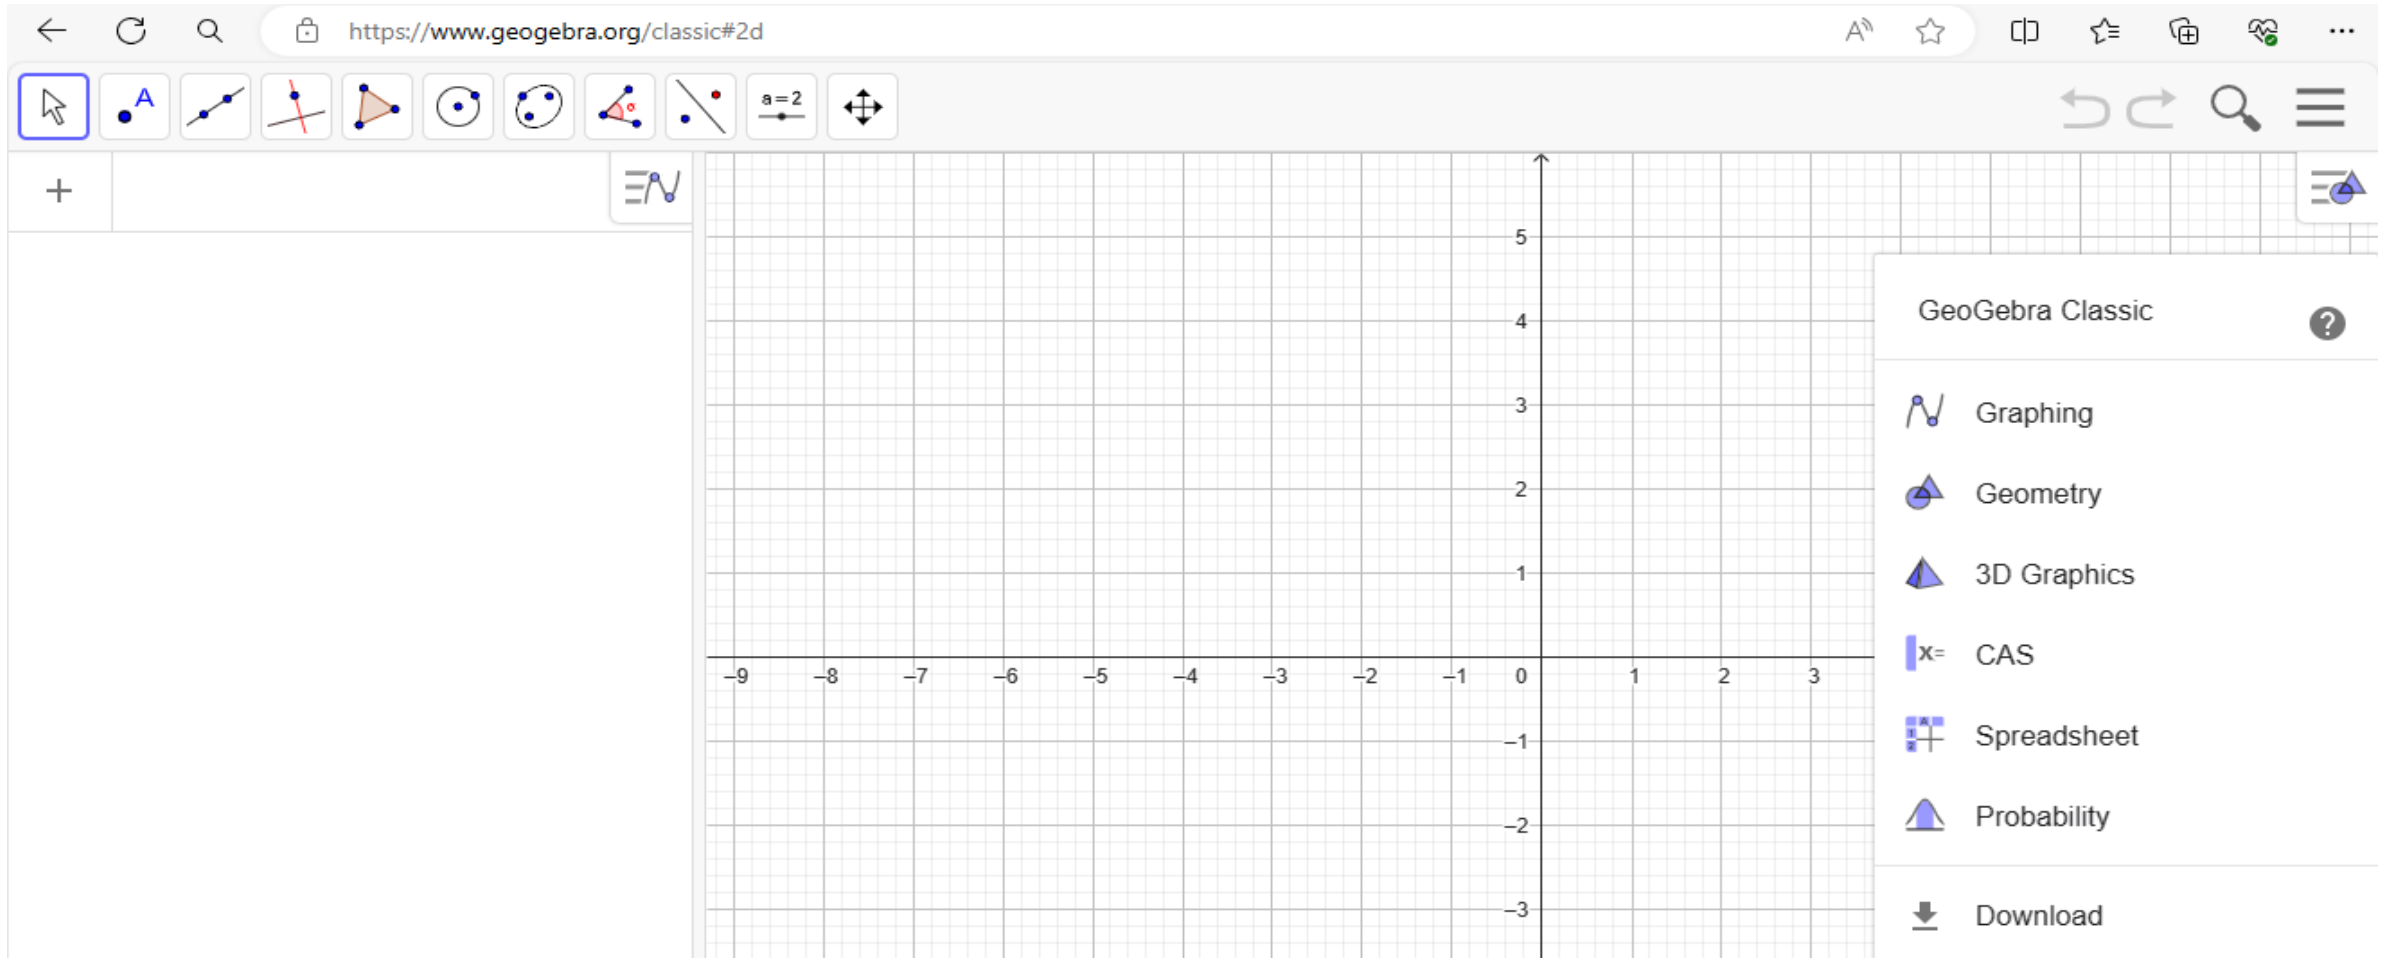 https://www.geogebra.org/classic#2d
A
a=2
5
4
3
2
1
–9 –8 –7 –6 –5 –4 –3 –2 –1 0 1 2 3
–1
–2
–3
GeoGebra Classic
Graphing
Geometry
3D Graphics
x= CAS
Spreadsheet
Probability
Download